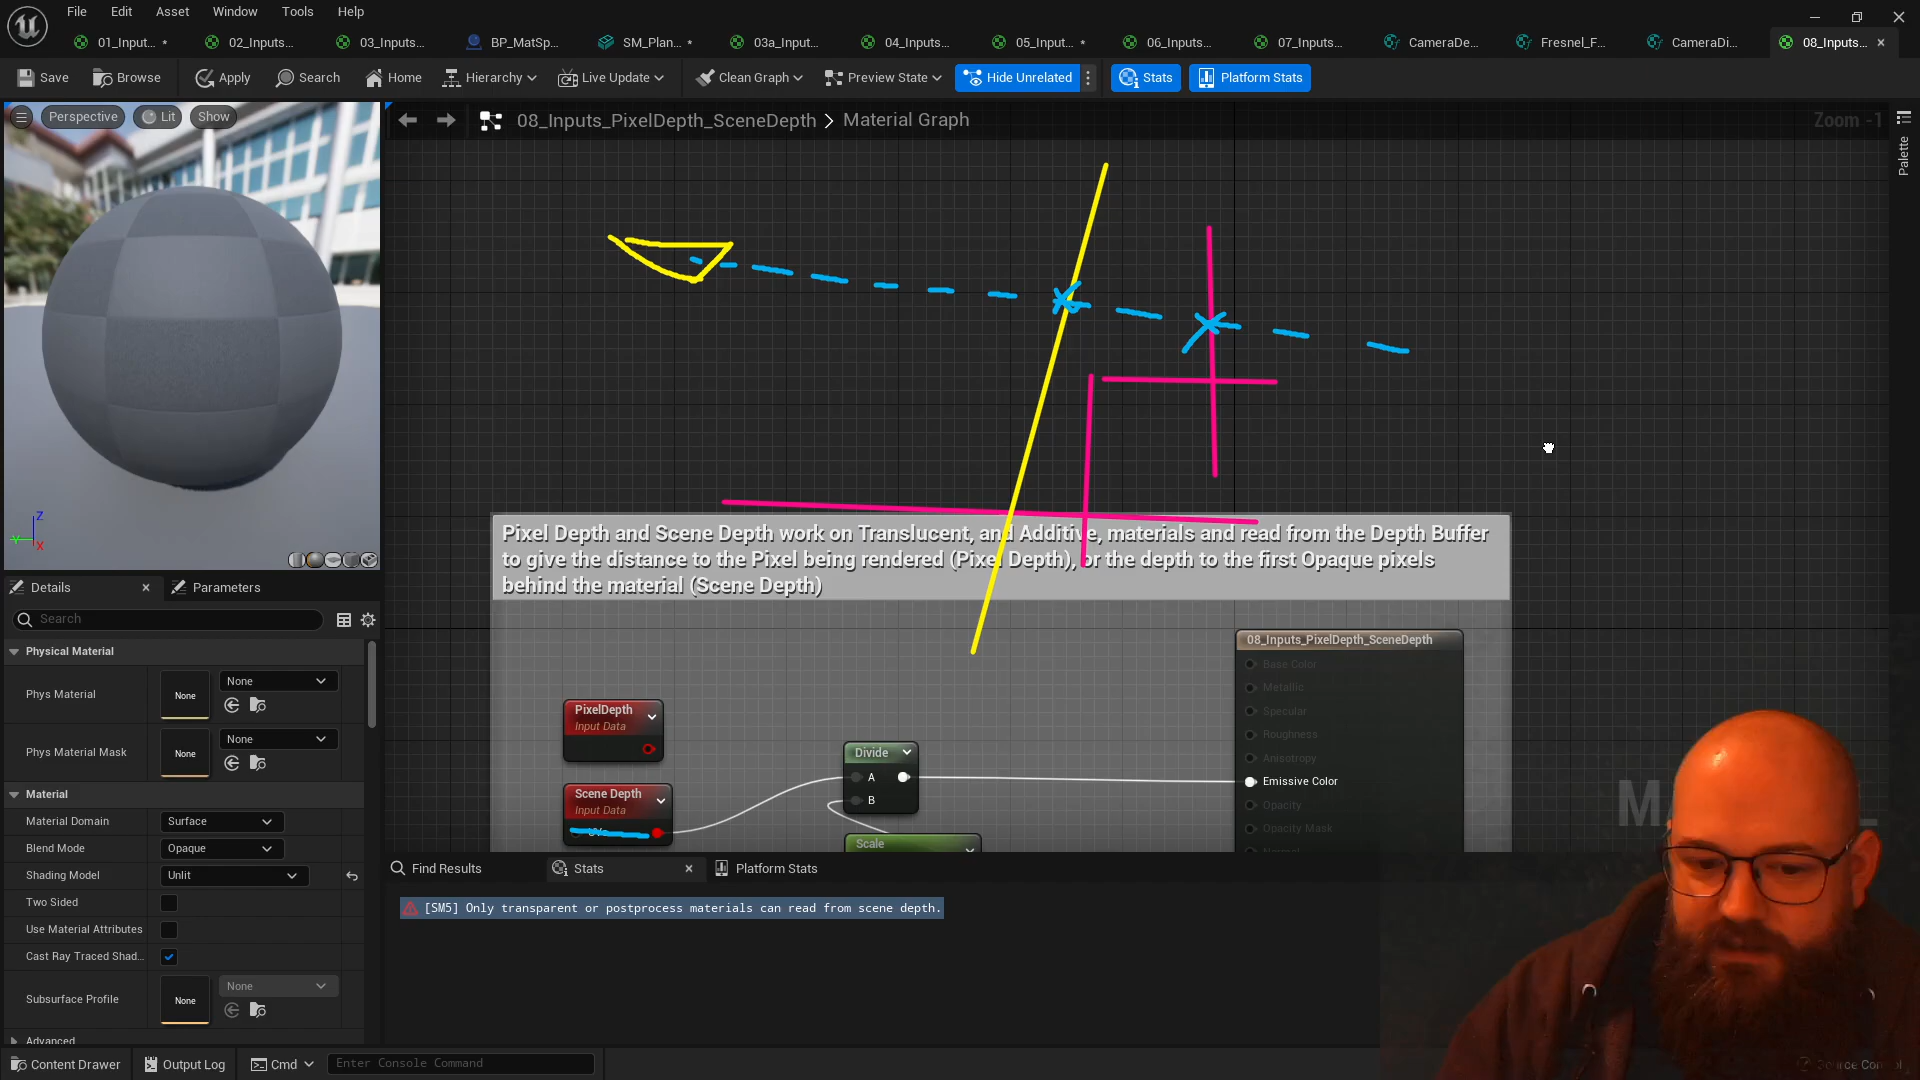 File Edit Asset Window Tools Help
01_Input... • 02_Inputs... 03_Inputs... BP_MatSp... SM_Plan... • 03a_Input... 04_Inputs... 05_Input... • 06_Inputs... 07_Inputs... CameraDe... Fresnel_F... CameraDi... 08_Inputs...
Save Browse Apply Search Home Hierarchy Live Update Clean Graph Preview State Hide Unrelated Stats Platform Stats
Perspective Lit Show
08_Inputs_PixelDepth_SceneDepth > Material Graph
Zoom -1
Palette
Z
Y
X
Pixel Depth and Scene Depth work on Translucent, and Additive, materials and read from the Depth Buffer
to give the distance to the Pixel being rendered (Pixel Depth), or the depth to the first Opaque pixels
behind the material (Scene Depth)
Details Parameters
Search
Physical Material
Phys Material None None
Phys Material Mask None None
Material
Material Domain Surface
Blend Mode Opaque
Shading Model Unlit
Two Sided
Use Material Attributes
Cast Ray Traced Shad...
Subsurface Profile None None
Advanced
PixelDepth
Input Data
Scene Depth
Input Data
Divide
A
B
Scale
08_Inputs_PixelDepth_SceneDepth
Base Color
Metallic
Specular
Roughness
Anisotropy
Emissive Color
Opacity
Opacity Mask
Normal
Find Results Stats Platform Stats
[SM5] Only transparent or postprocess materials can read from scene depth.
Content Drawer Output Log Cmd Enter Console Command
Source Control